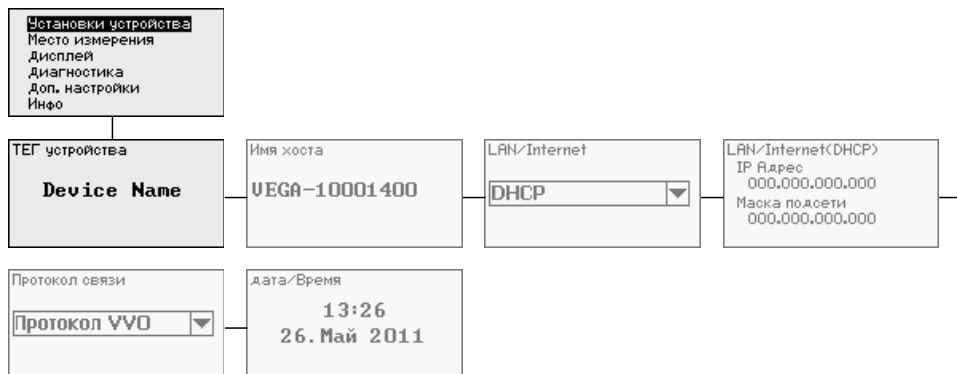 Установки устройства
Место измерения
Дисплей
Диагностика
Доп. настройки
Инфо
ТЕГ устройства
Device Name
Имя хоста
VEGA-10001400
LAN/Internet
DHCP
LAN/Internet(DHCP)
IP Адрес
000.000.000.000
Маска подсети
000.000.000.000
Протокол связи
Протокол VVO
дата/Время
13:26
26.Май 2011